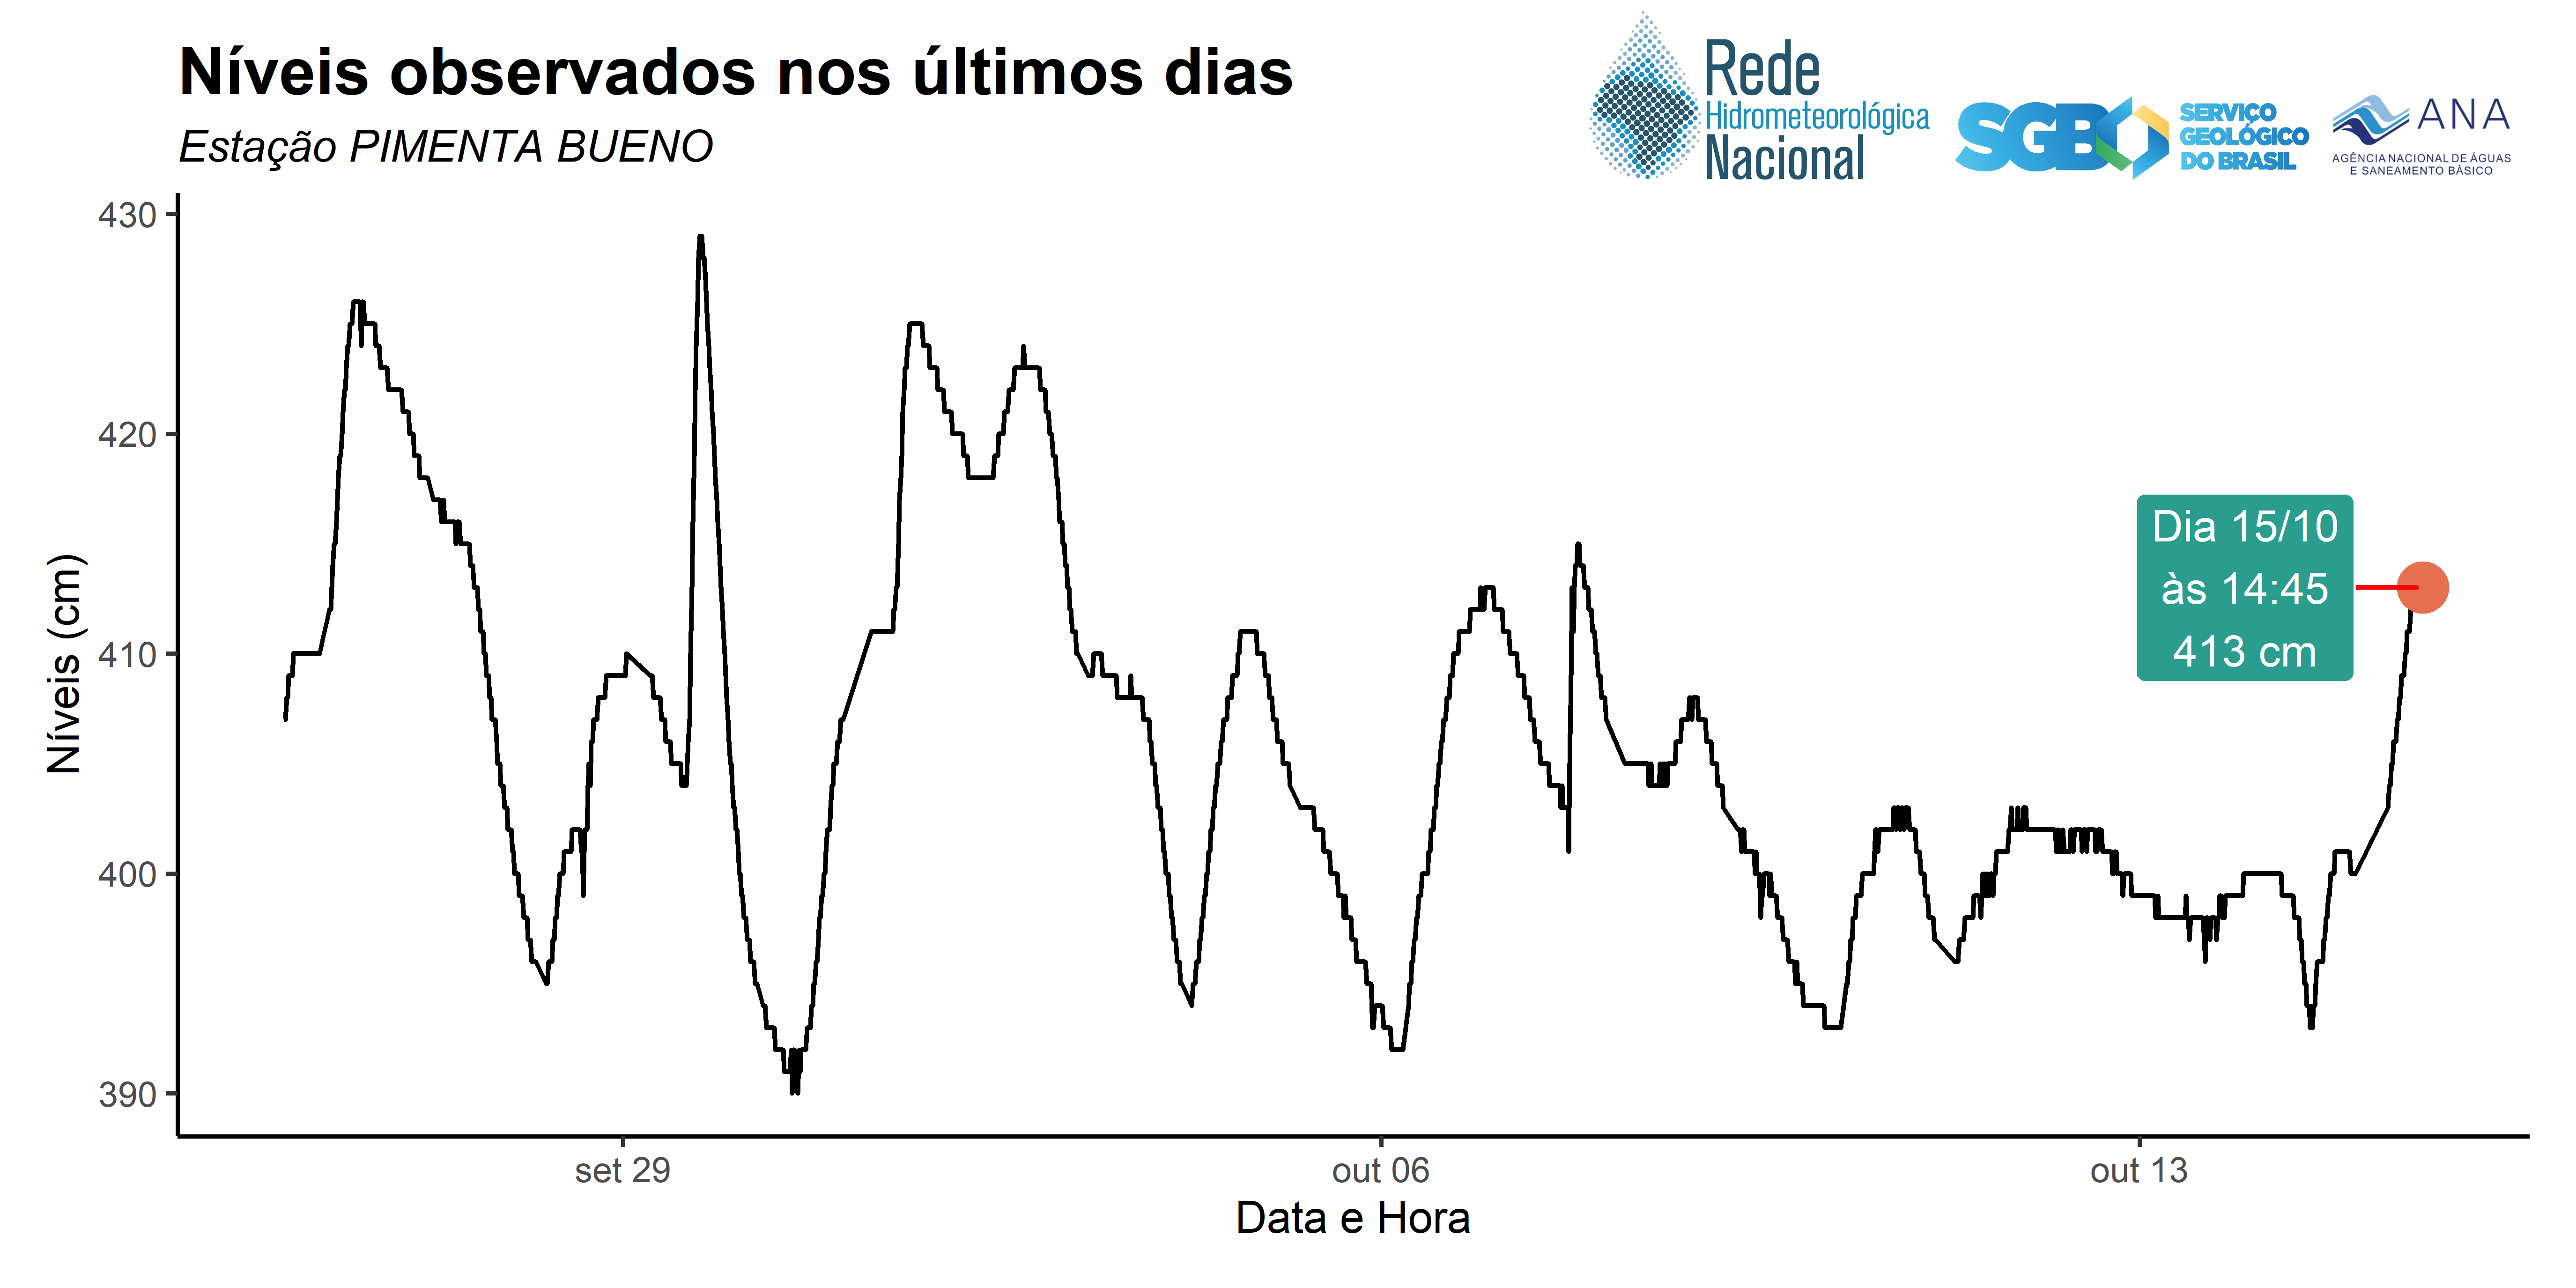 Níveis observados nos últimos dias
Estação PIMENTA BUENO
Rede
Hidrometeorológica
Nacional
SGB
SERVIÇO
GEOLÓGICO
DO BRASIL
ANA
AGÊNCIA NACIONAL DE ÁGUAS
E SANEAMENTO BÁSICO
430
420
410
400
390
Níveis (cm)
Dia 15/10
às 14:45
413 cm
set 29
out 06
out 13
Data e Hora